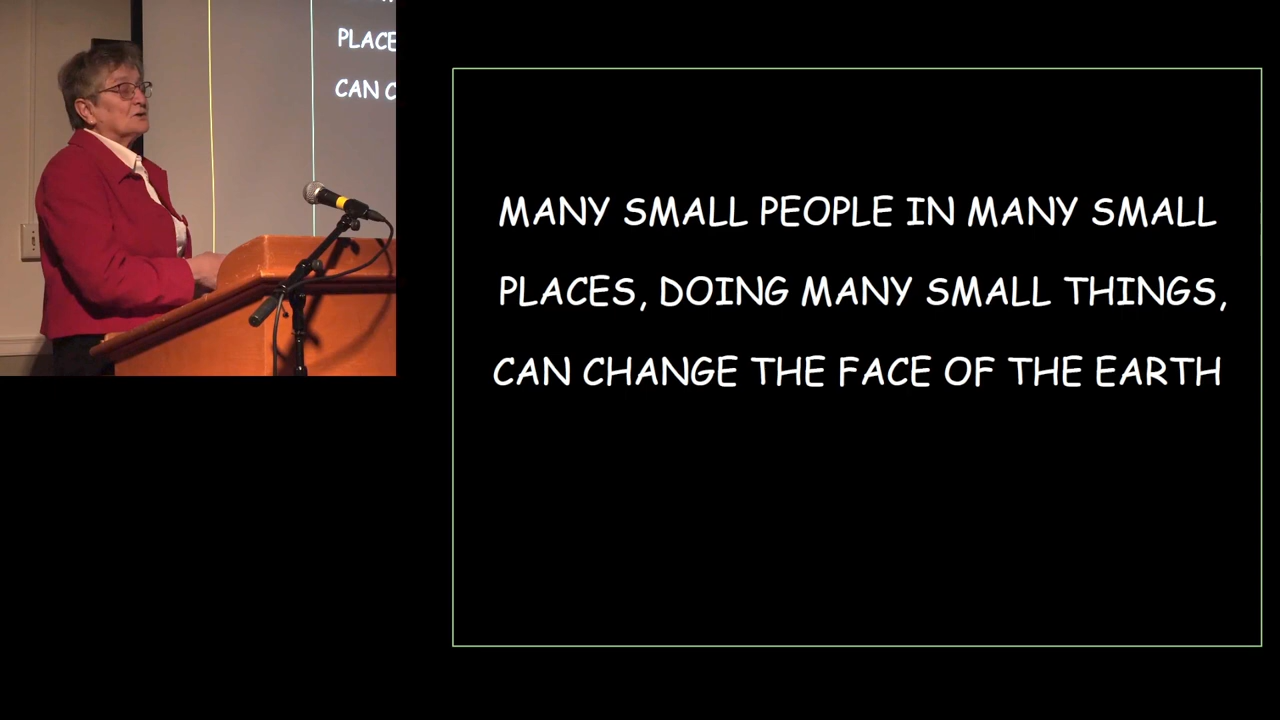 PLACE
CAN C
MANY SMALL PEOPLE IN MANY SMALL
PLACES, DOING MANY SMALL THINGS,
CAN CHANGE THE FACE OF THE EARTH